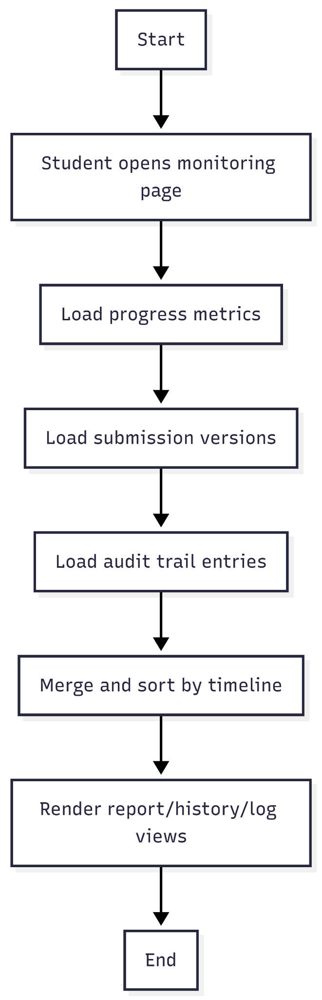 Start
Student opens monitoring
page
Load progress metrics
Load submission versions
Load audit trail entries
Merge and sort by timeline
Render report/history/log
views
End